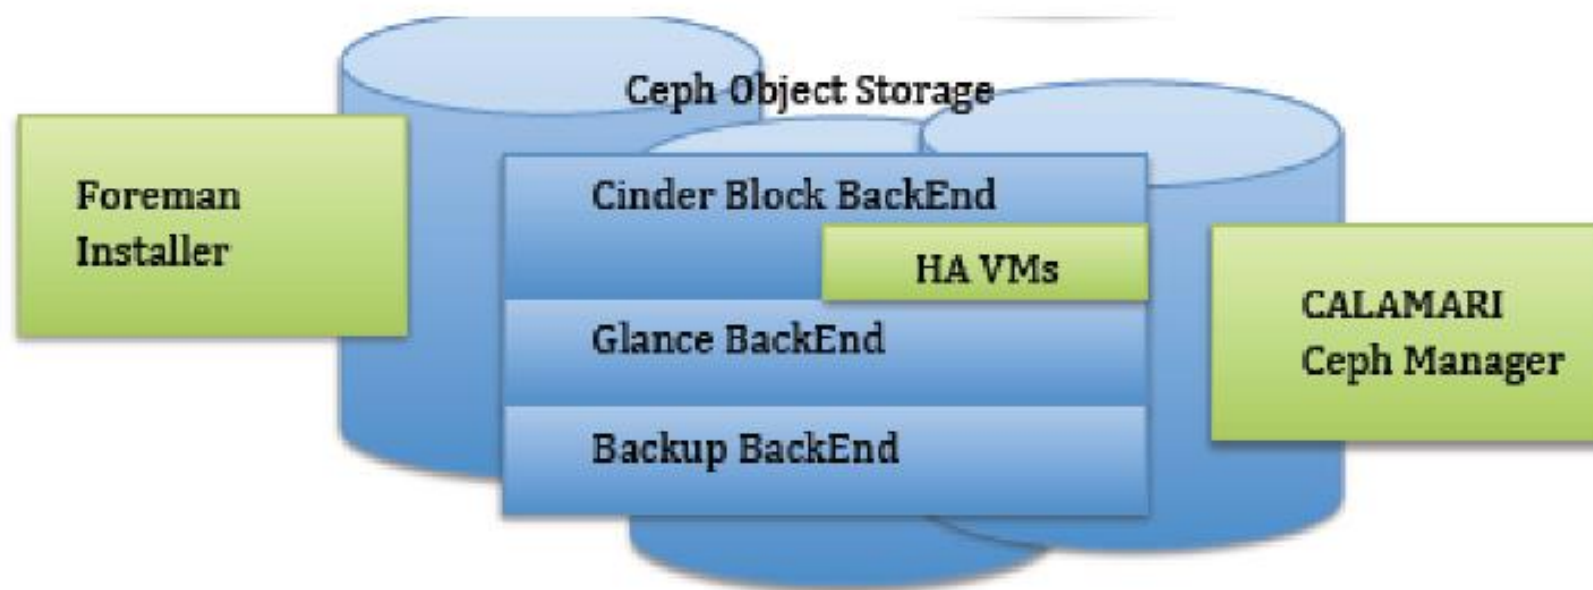 Ceph Object Storage
Foreman
Installer
Cinder Block BackEnd
HA VMs
Glance BackEnd
Backup BackEnd
CALAMARI
Ceph Manager